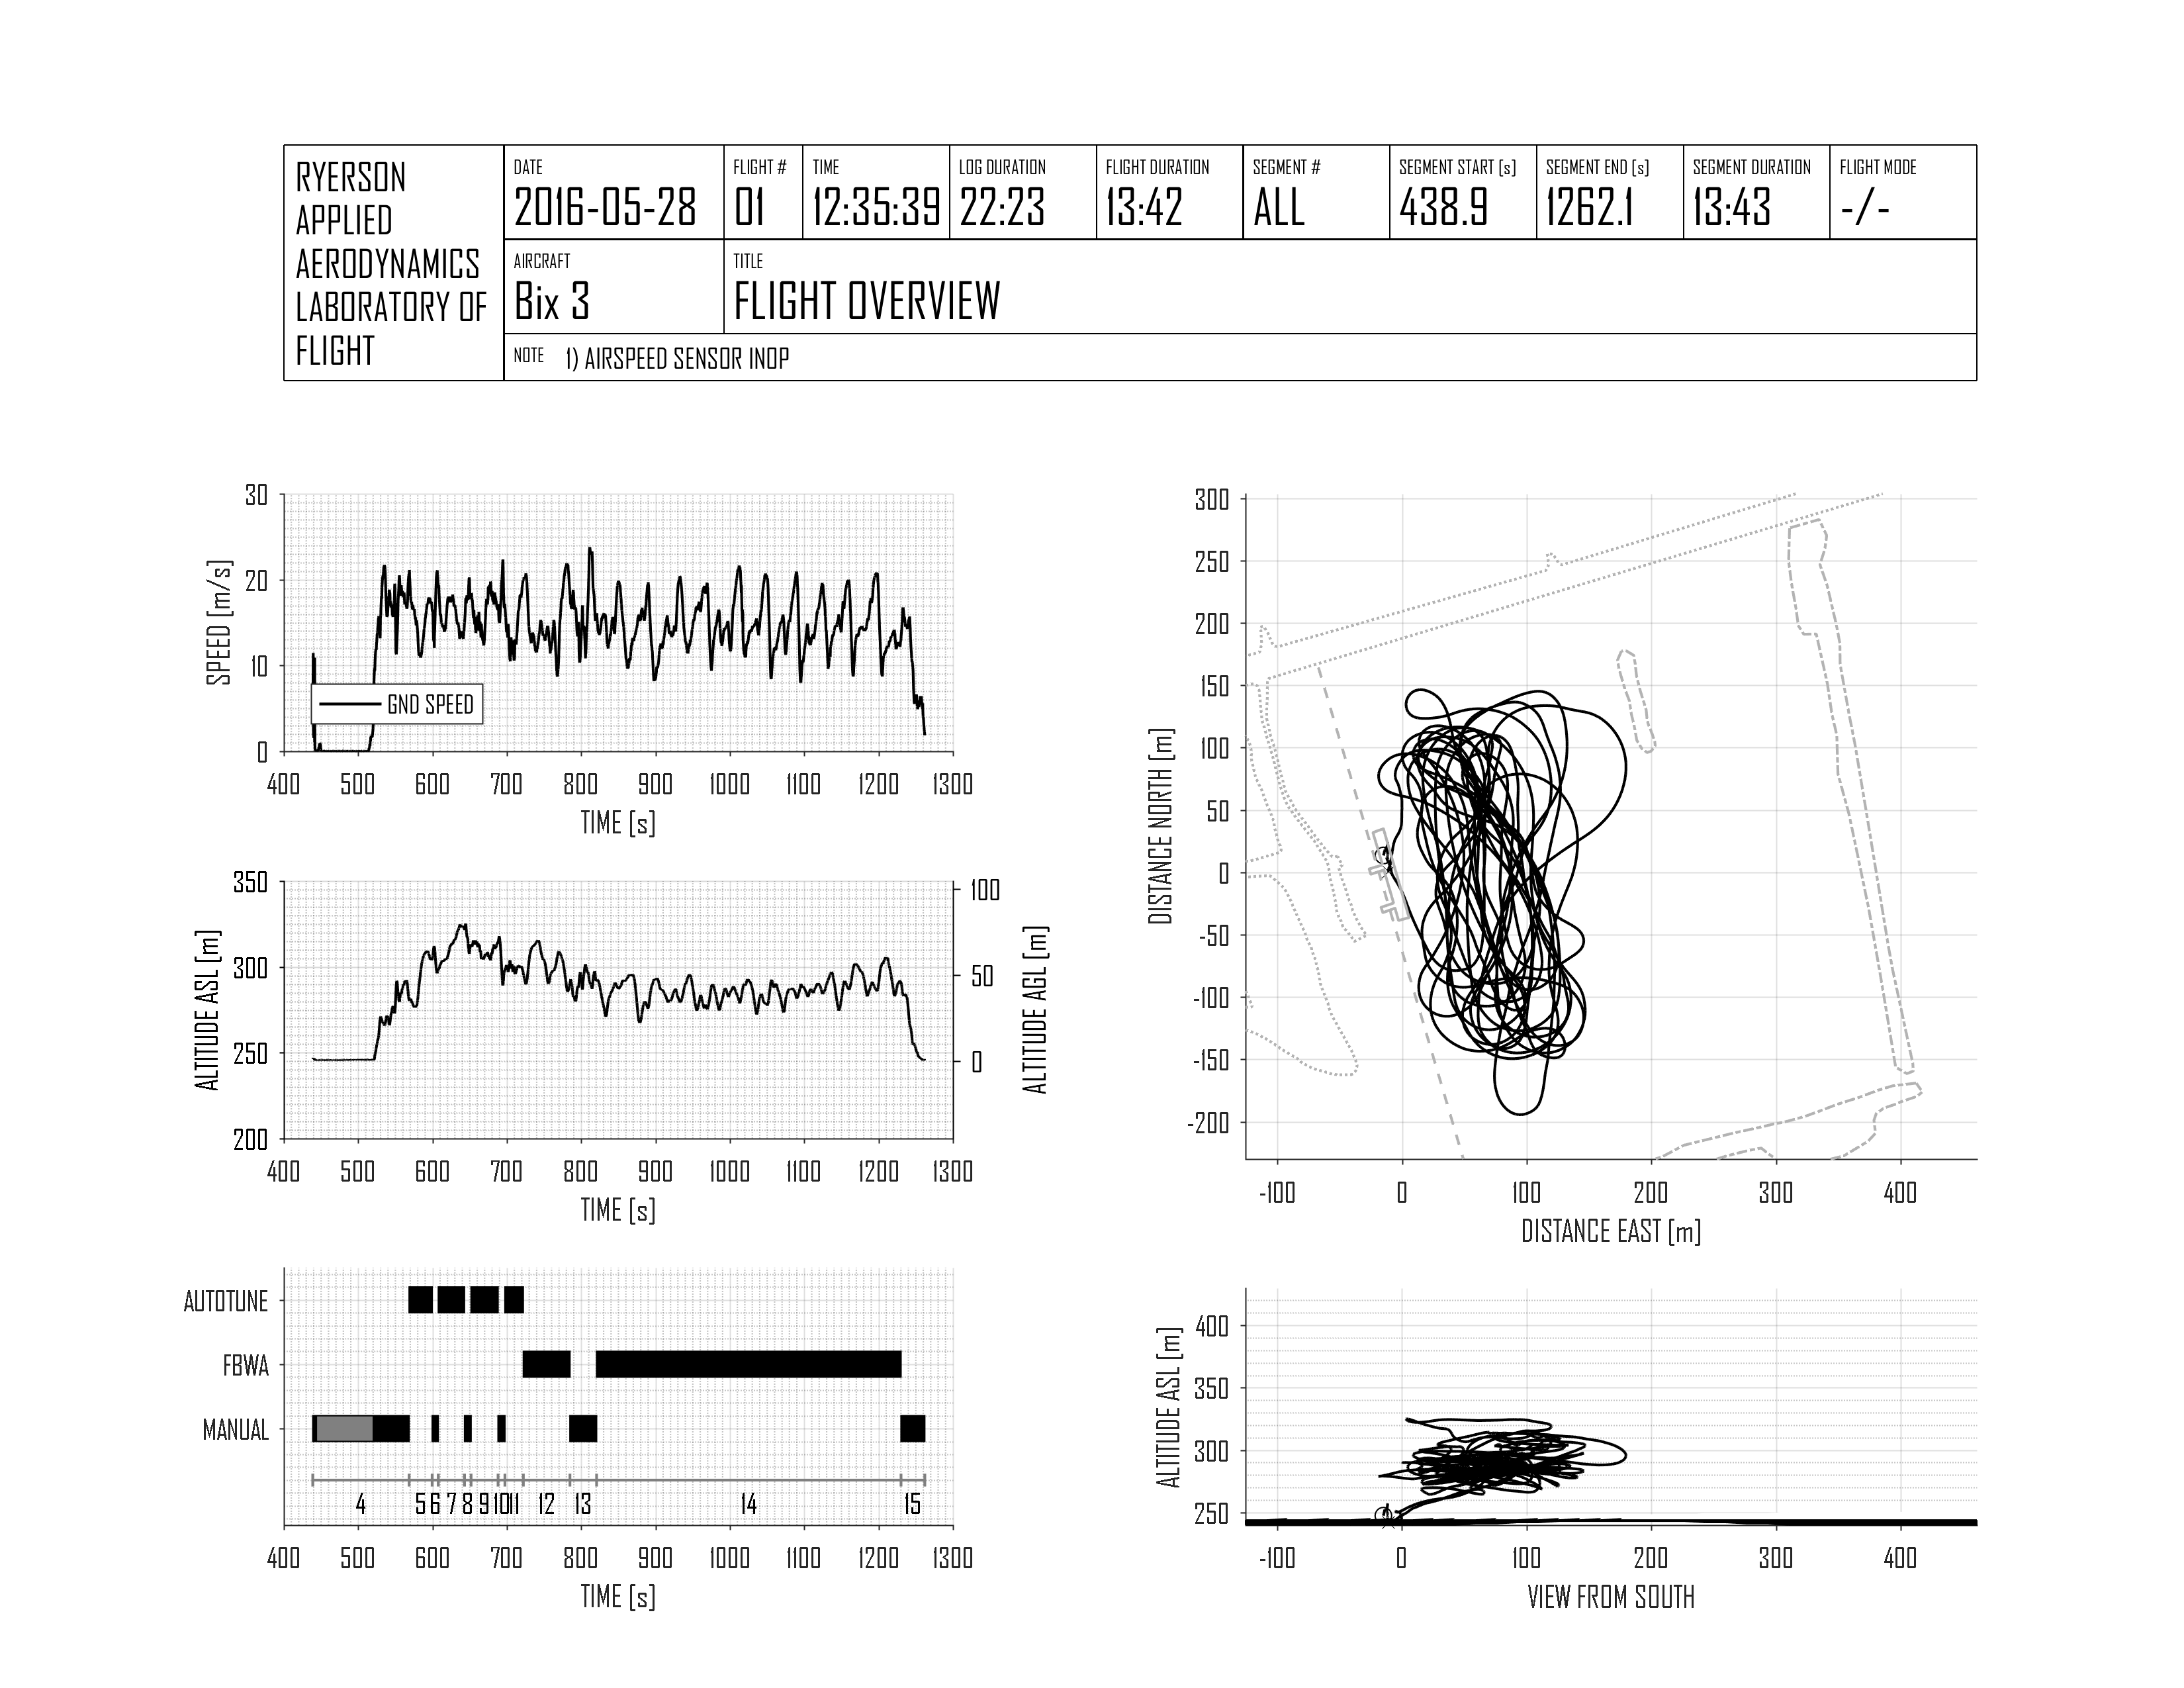 RYERSON
APPLIED
AERODYNAMICS
LABORATORY OF
FLIGHT
DATE
2016-05-28
FLIGHT #
01
TIME
12:35:39
LOG DURATION
22:23
FLIGHT DURATION
13:42
SEGMENT #
ALL
SEGMENT START [s]
438.9
SEGMENT END [s]
1262.1
SEGMENT DURATION
13:43
FLIGHT MODE
-/-
AIRCRAFT
Bix 3
TITLE
FLIGHT OVERVIEW
NOTE 1) AIRSPEED SENSOR INOP
SPEED [m/s]
30
20
10
0
GND SPEED
400 500 600 700 800 900 1000 1100 1200 1300
TIME [s]
ALTITUDE ASL [m]
350
300
250
200
100
50
0
ALTITUDE AGL [m]
400 500 600 700 800 900 1000 1100 1200 1300
TIME [s]
AUTOTUNE
FBWA
MANUAL
4 5 6 7 8 9 10 11 12 13 14 15
400 500 600 700 800 900 1000 1100 1200 1300
TIME [s]
DISTANCE NORTH [m]
300
250
200
150
100
50
0
-50
-100
-150
-200
-100 0 100 200 300 400
DISTANCE EAST [m]
ALTITUDE ASL [m]
400
350
300
250
-100 0 100 200 300 400
VIEW FROM SOUTH